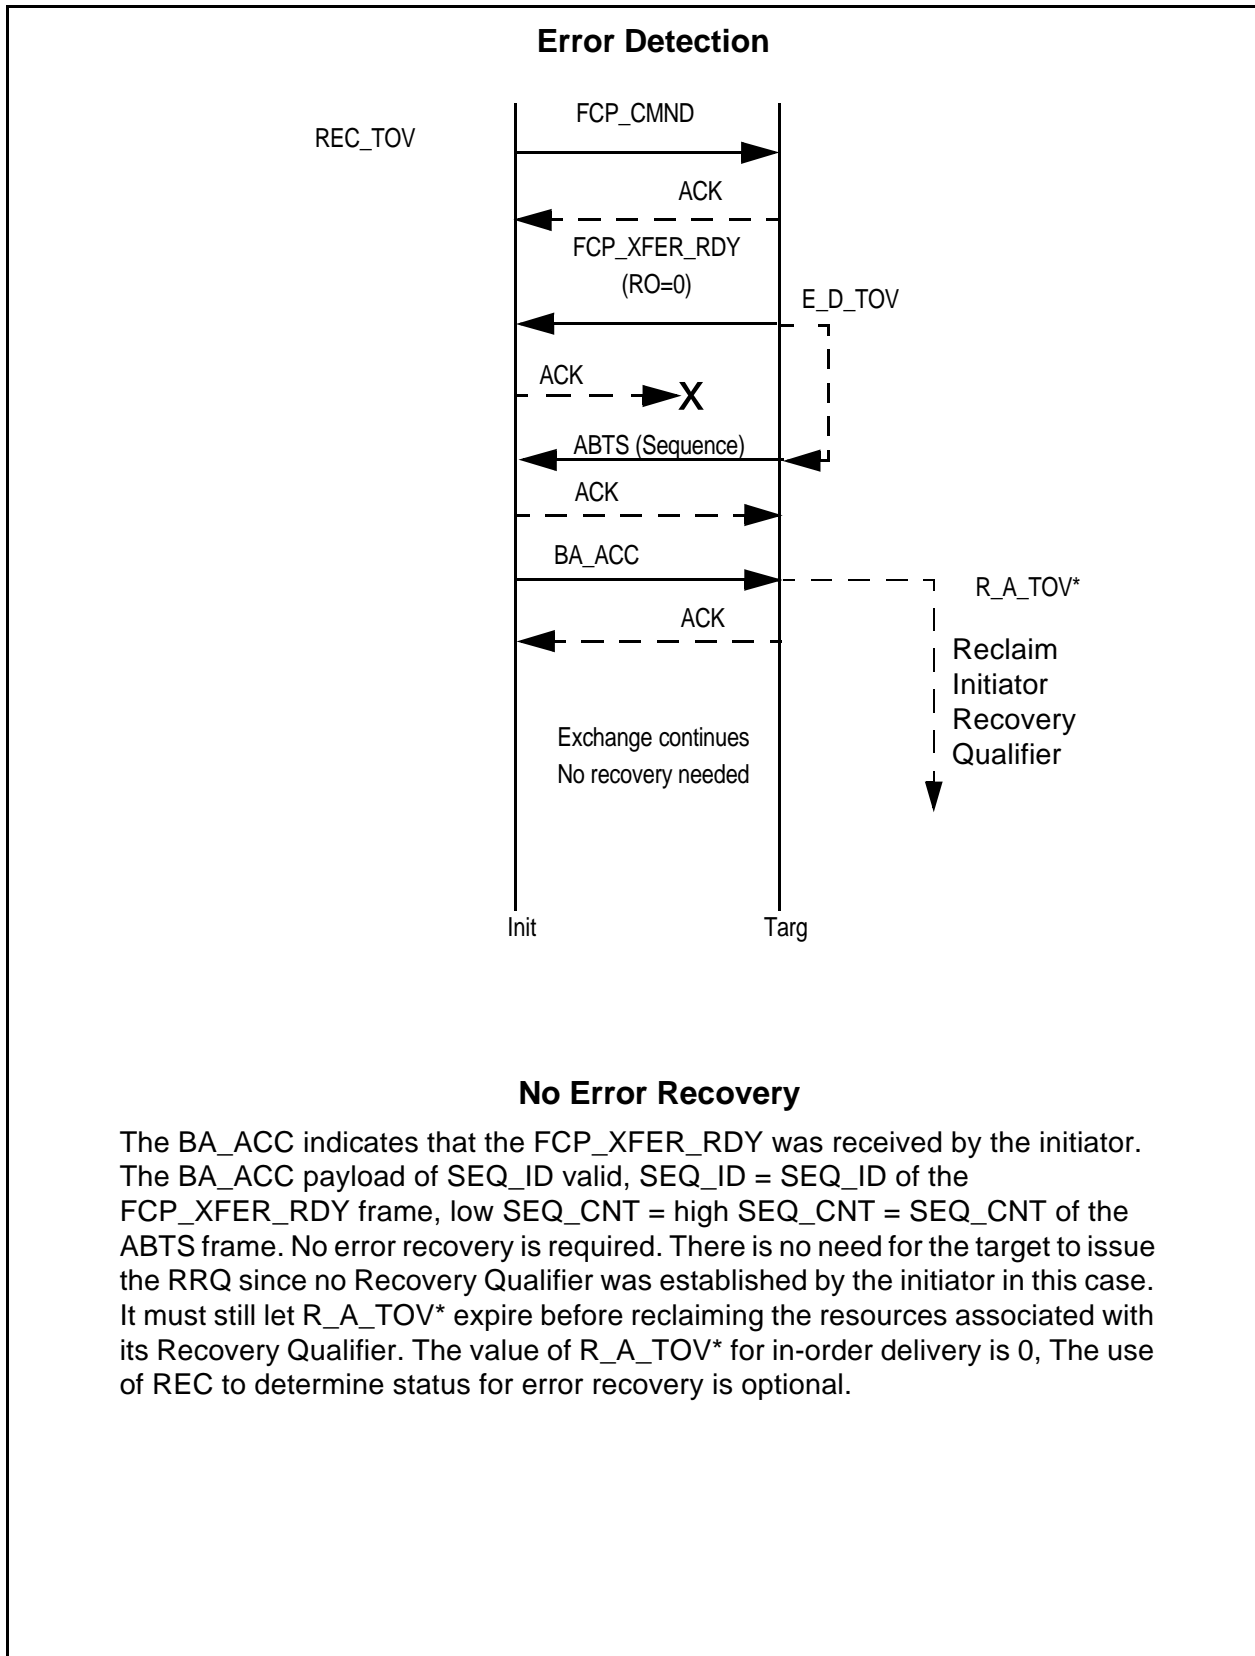 Error Detection
FCP_CMND
REC_TOV
ACK
FCP_XFER_RDY
(RO=0)
E_D_TOV
ACK
X
ABTS (Sequence)
ACK
BA_ACC
R_A_TOV*
ACK
Reclaim
Initiator
Recovery
Qualifier
Exchange continues
No recovery needed
Init
Targ
No Error Recovery
The BA_ACC indicates that the FCP_XFER_RDY was received by the initiator.
The BA_ACC payload of SEQ_ID valid, SEQ_ID = SEQ_ID of the
FCP_XFER_RDY frame, low SEQ_CNT = high SEQ_CNT = SEQ_CNT of the
ABTS frame. No error recovery is required. There is no need for the target to issue
the RRQ since no Recovery Qualifier was established by the initiator in this case.
It must still let R_A_TOV* expire before reclaiming the resources associated with
its Recovery Qualifier. The value of R_A_TOV* for in-order delivery is 0, The use
of REC to determine status for error recovery is optional.